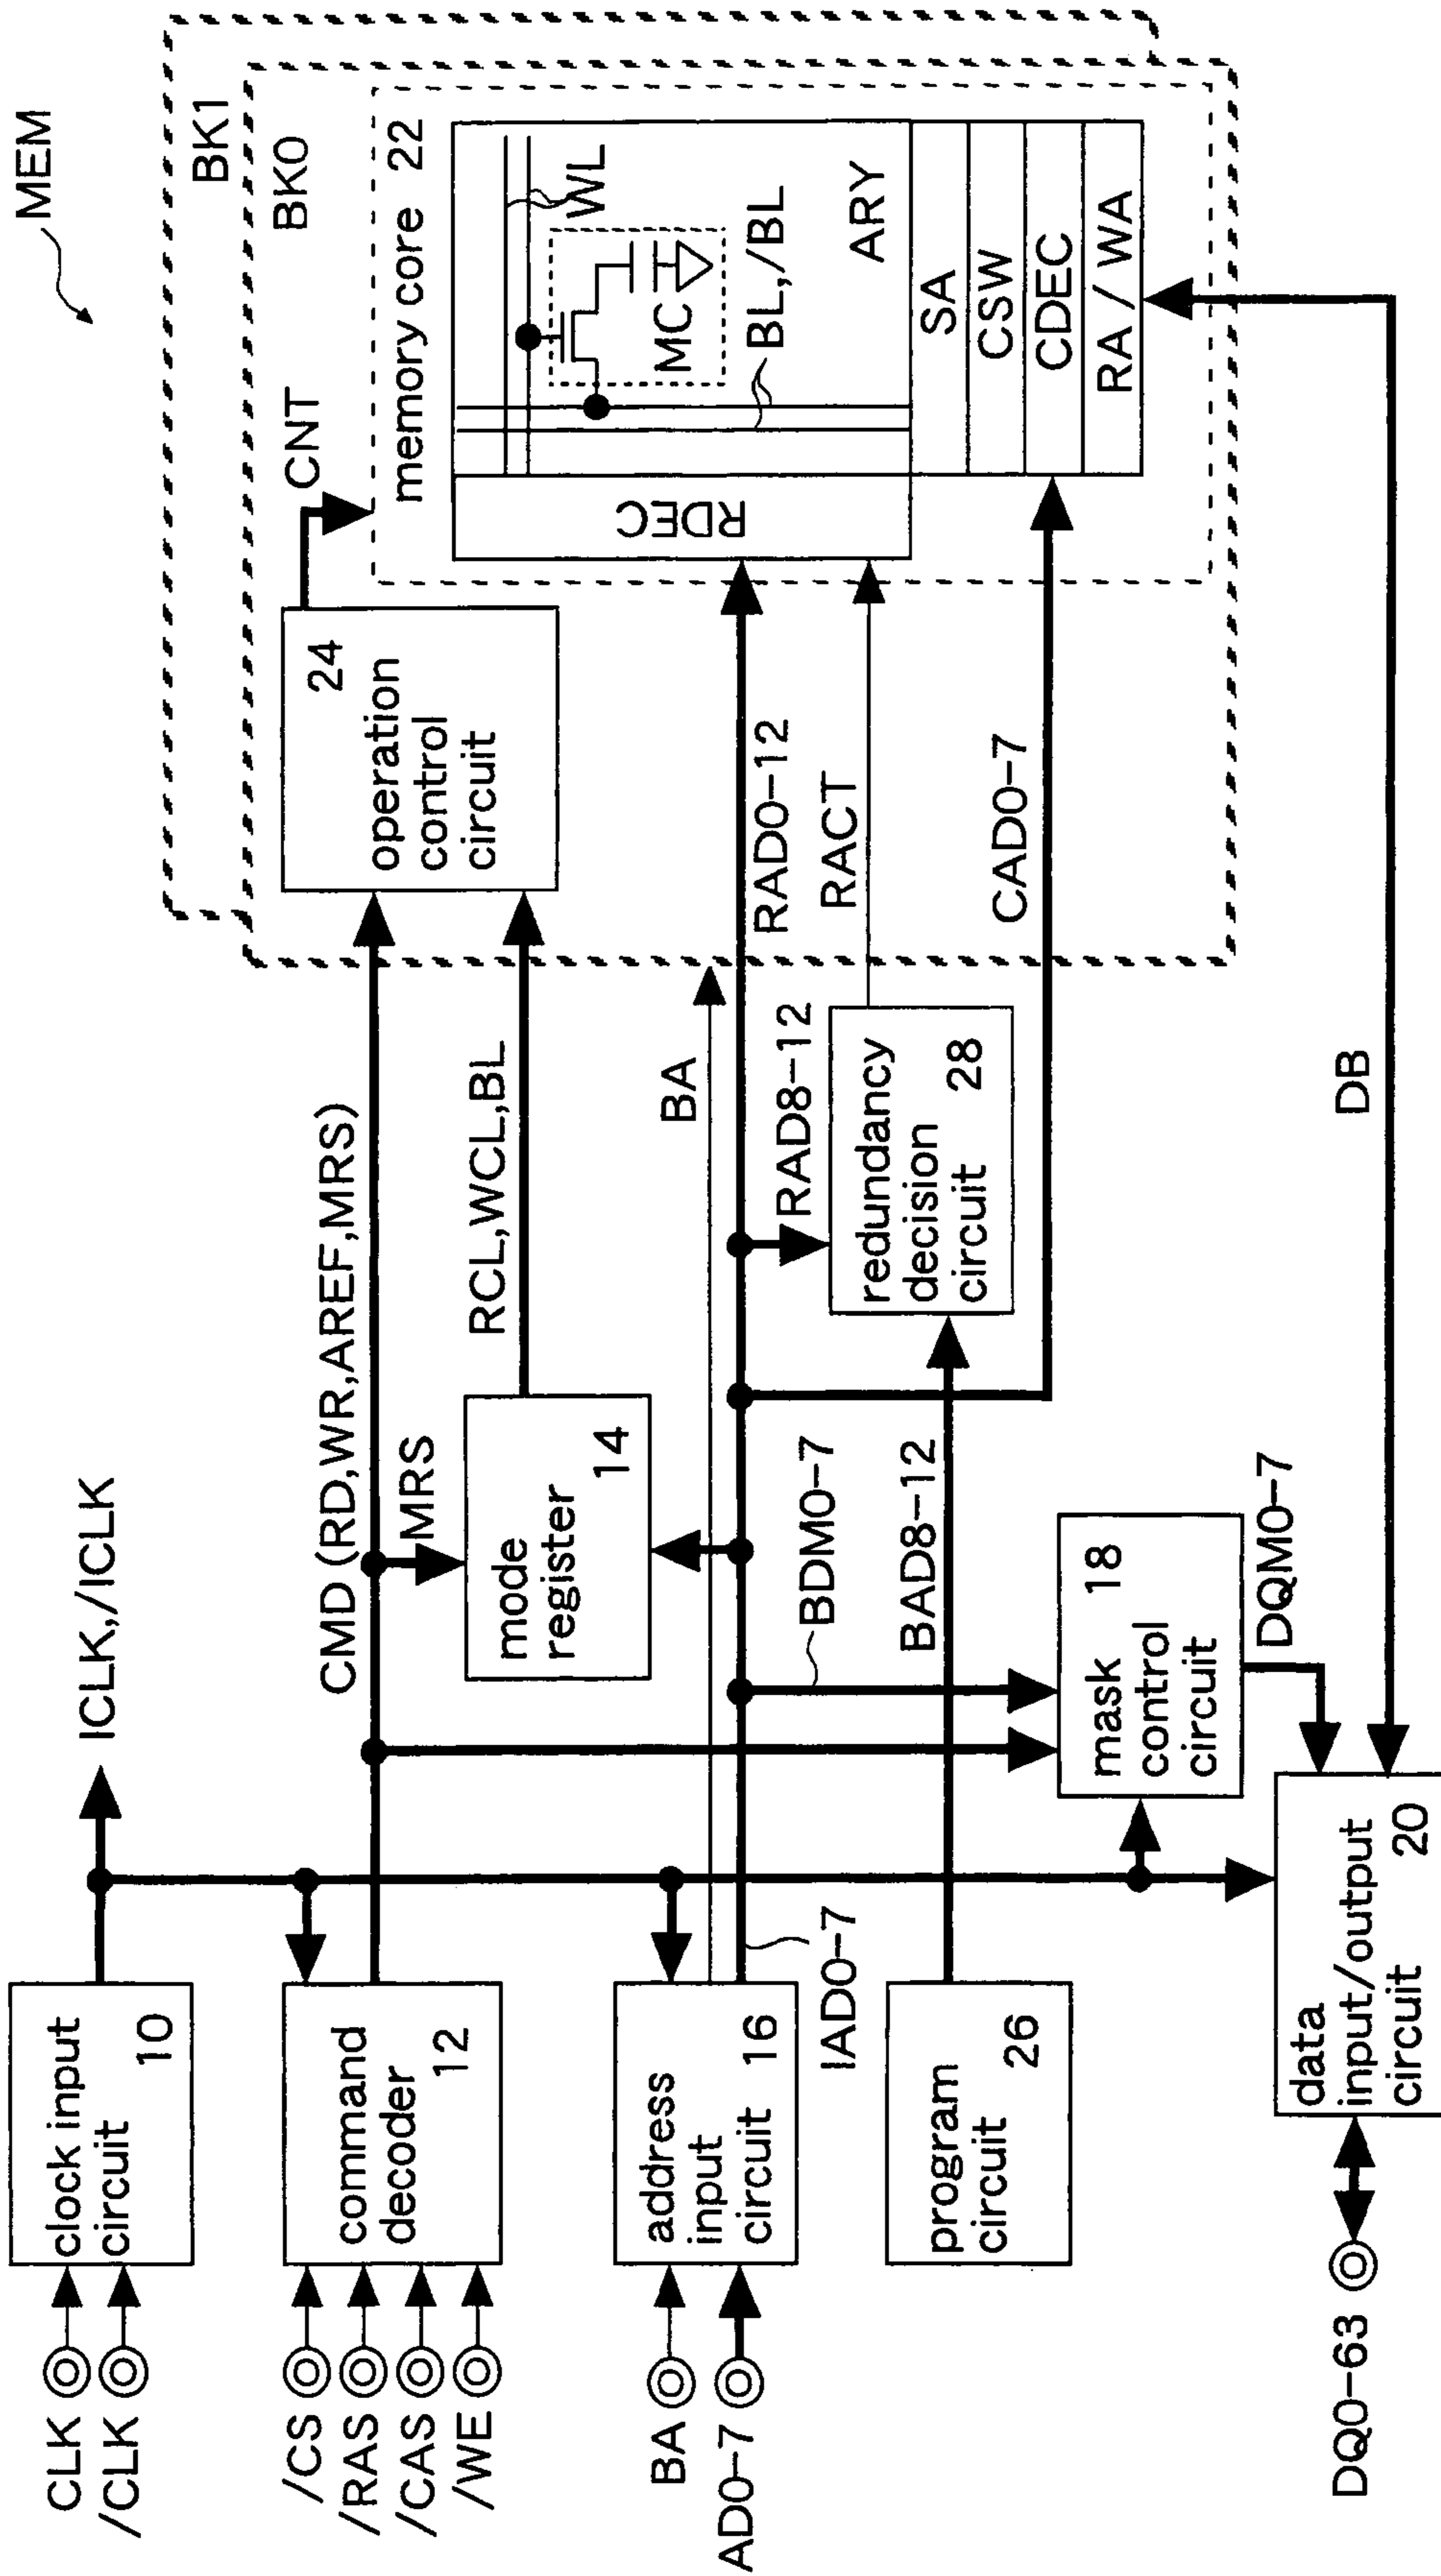 MEM
CLK
/CLK
clock input
circuit
10
ICLK,/ICLK
BK1
BK0
/CS
/RAS
/CAS
/WE
command
decoder
12
CMD (RD,WR,AREF,MRS)
MRS
mode
register
14
RCL,WCL,BL
operation
control
circuit
24
CNT
memory core 22
WL
MC
BL,/BL
ARY
RDEC
SA
CSW
CDEC
RA / WA
BA
AD0-7
address
input
circuit
16
IAD0-7
BA
RAD0-12
RAD8-12
RACT
CAD0-7
redundancy
decision
circuit
28
program
circuit
26
BAD8-12
BDM0-7
mask
control
circuit
18
DQM0-7
DQ0-63
data
input/output
circuit
20
DB